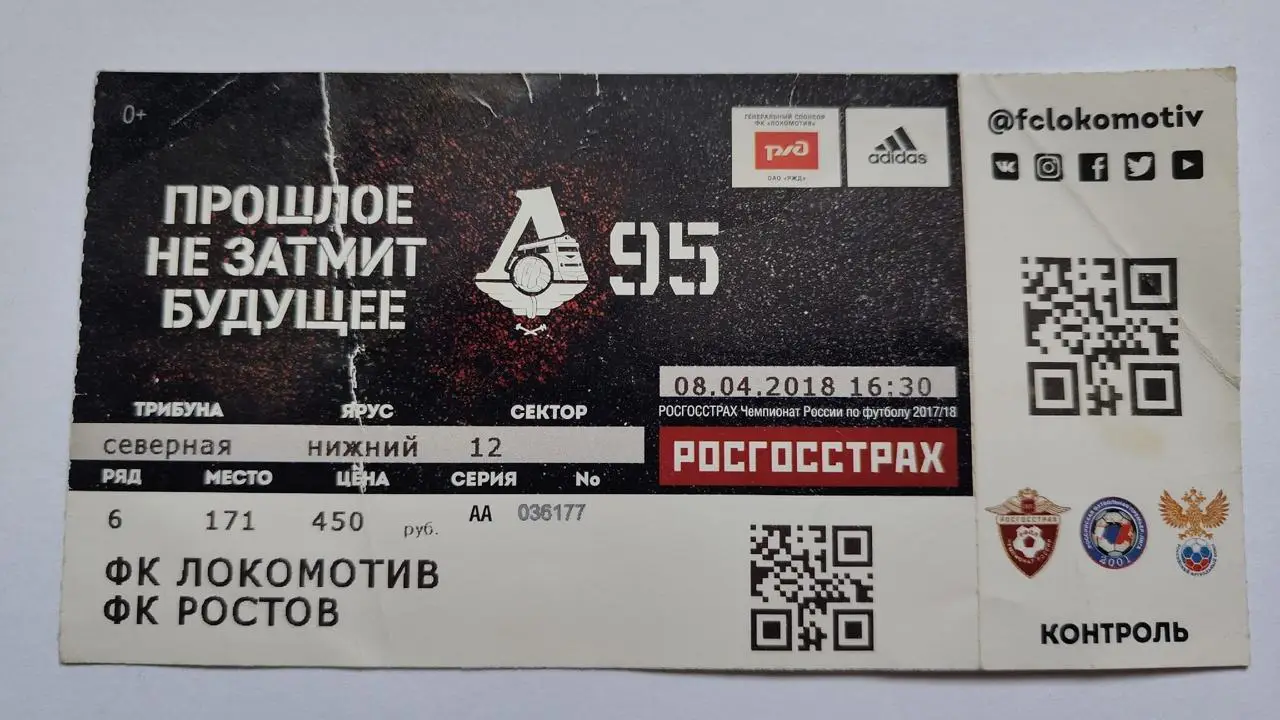 0+
ПРОШЛОЕ
НЕ ЗАТМИТ
БУДУЩЕЕ
95
ГЕНЕРАЛЬНЫЙ СПОНСОР
ФК «ЛОКОМОТИВ»
ржд
ОАО «РЖД»
adidas
08.04.2018 16:30
РОСГОССТРАХ Чемпионат России по футболу 2017/18
РОСГОССТРАХ
ТРИБУНА ЯРУС СЕКТОР
северная нижний 12
РЯД МЕСТО ЦЕНА СЕРИЯ No
6 171 450 руб. АА 036177
ФК ЛОКОМОТИВ
ФК РОСТОВ
@fclokomotiv
РОСГОССТРАХ
2001
КОНТРОЛЬ